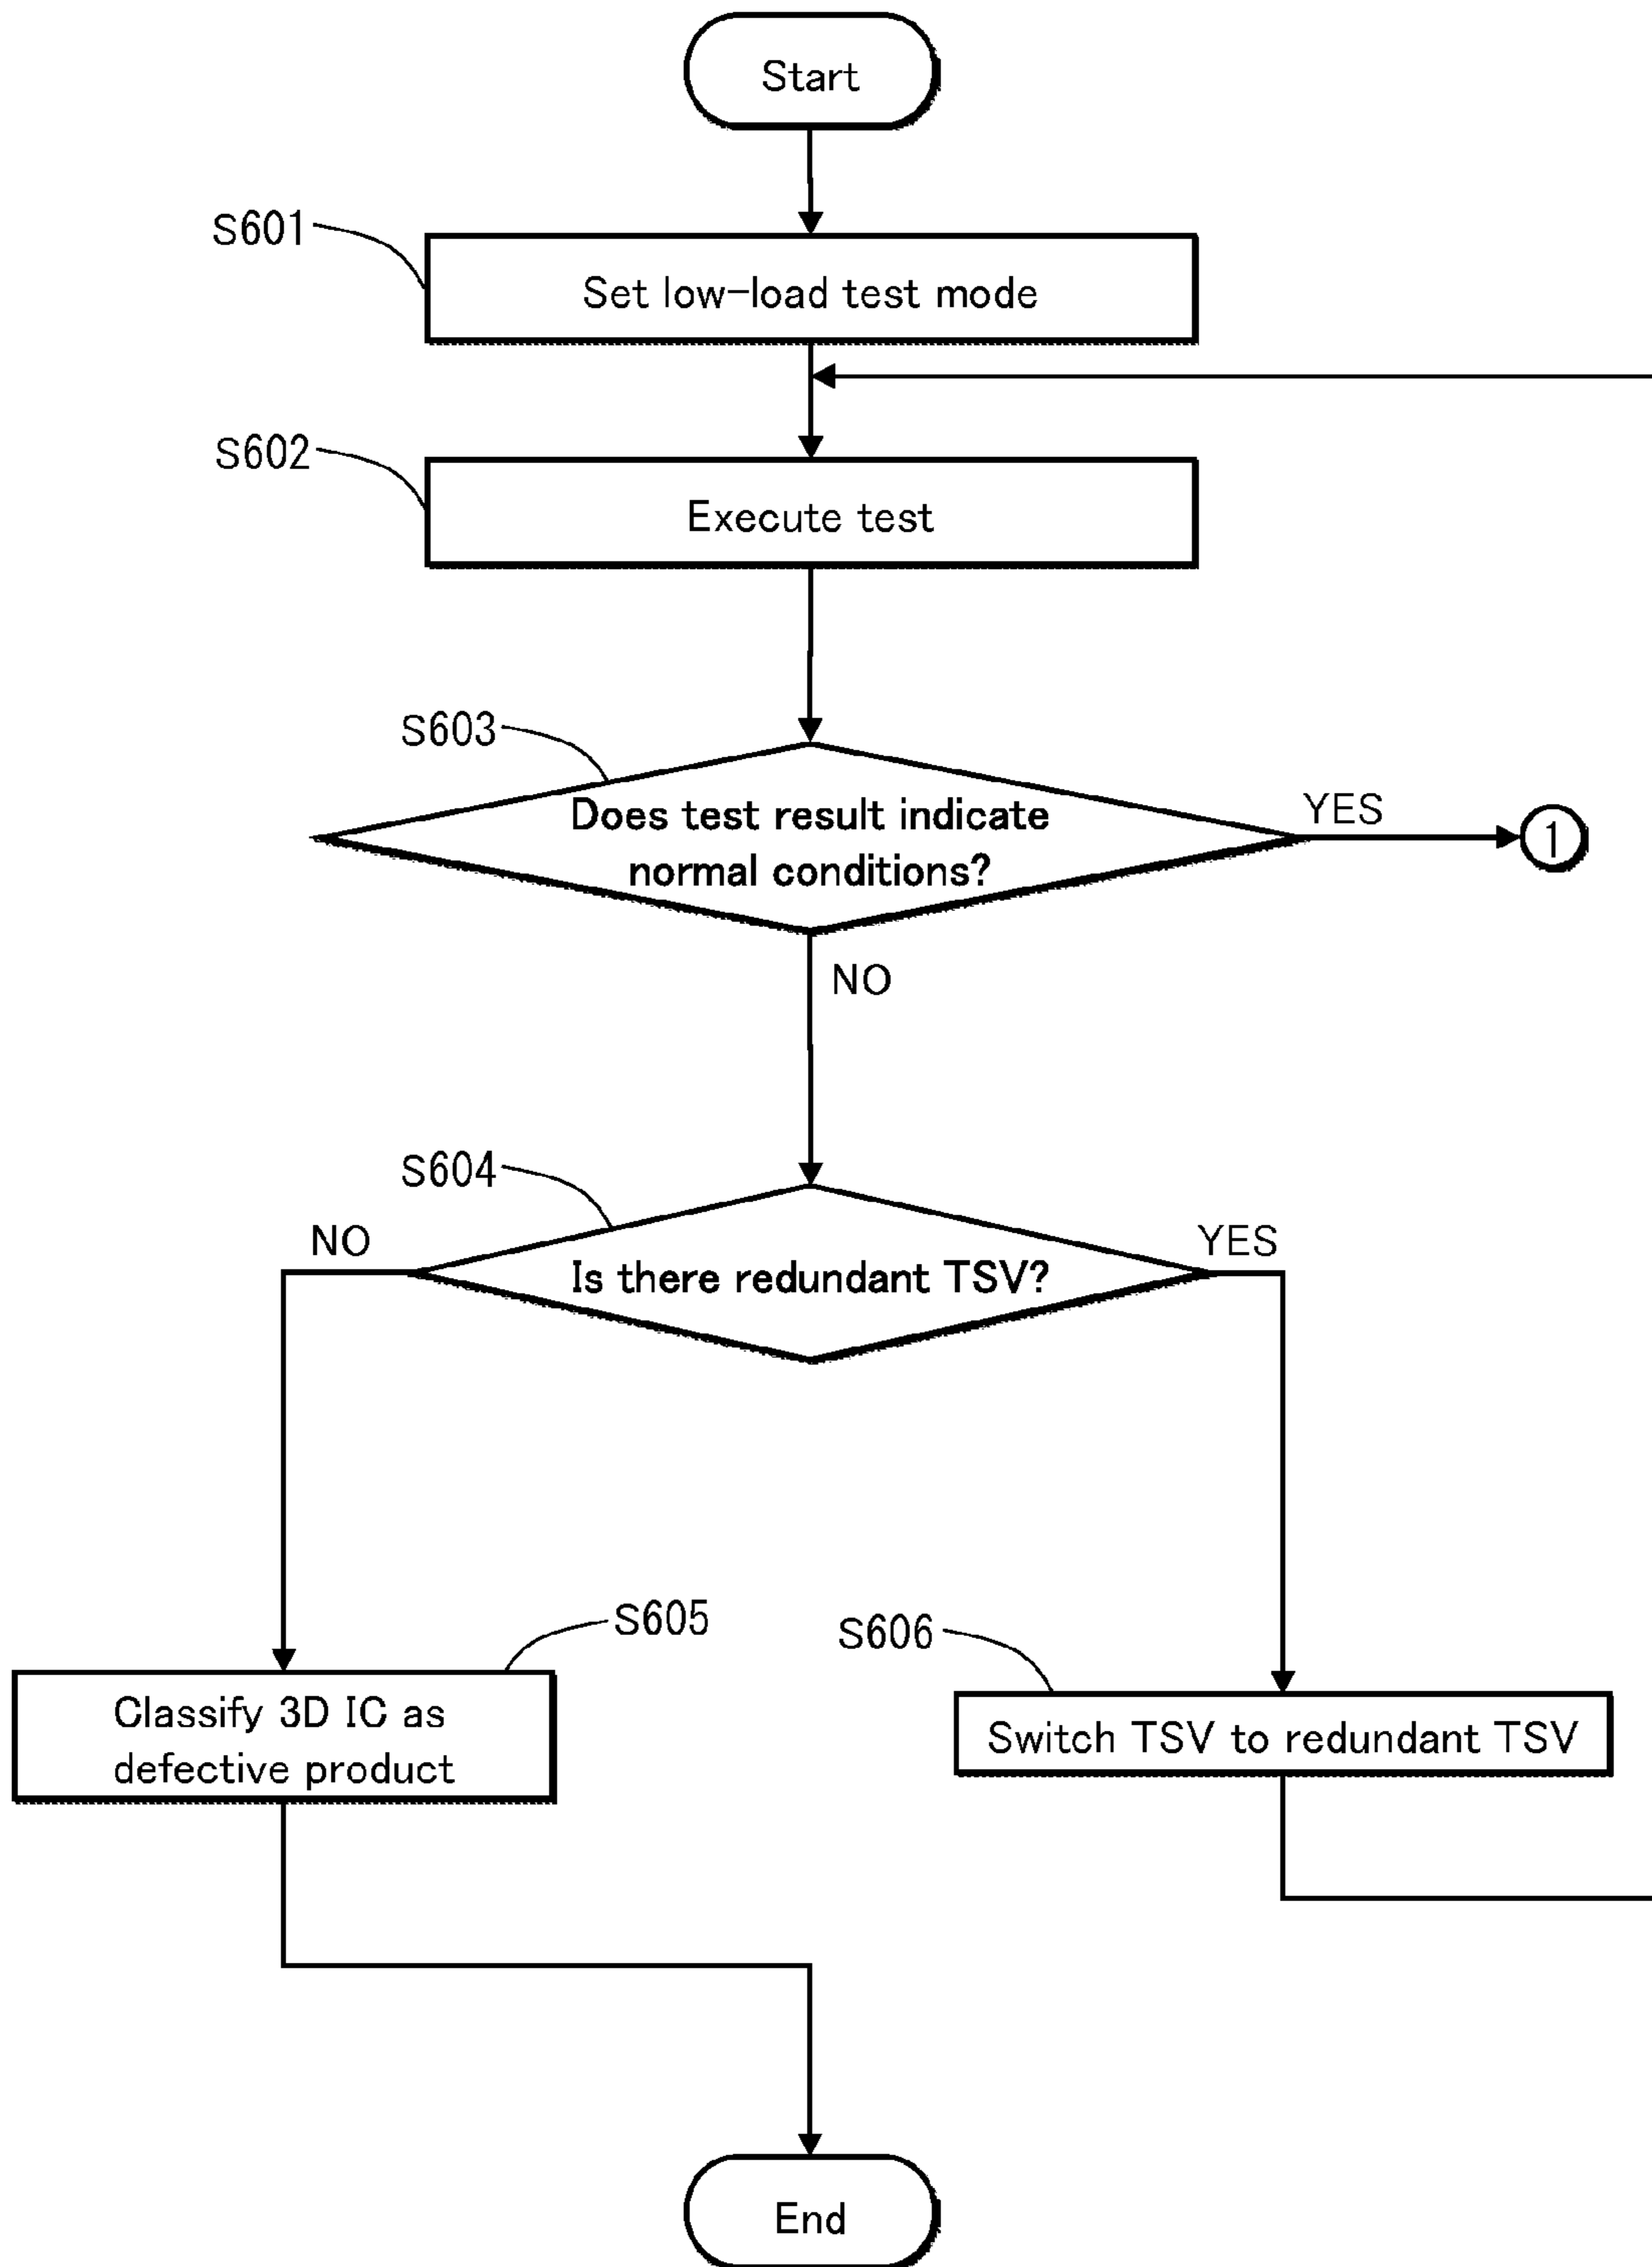 Start
S601
Set low-load test mode
S602
Execute test
S603
Does test result indicate
normal conditions?
YES
1
NO
S604
NO
YES
Is there redundant TSV?
S605
S606
Classify 3D IC as
defective product
Switch TSV to redundant TSV
End